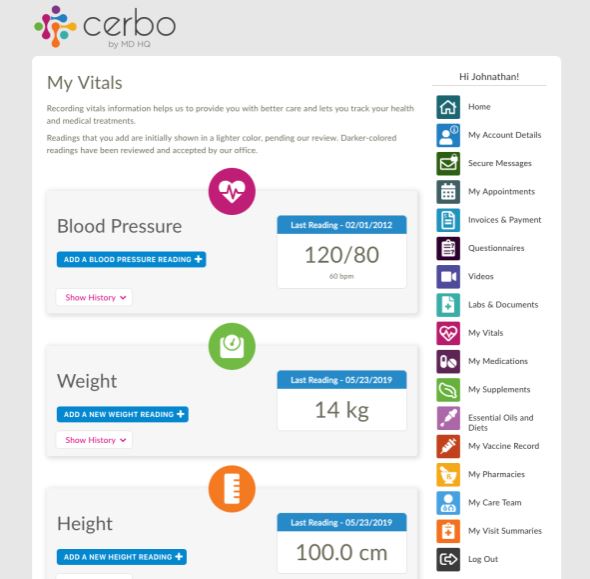 cerbo
by MD HQ
My Vitals
Recording vitals information helps us to provide you with better care and lets you track your health
and medical treatments.
Readings that you add are initially shown in a lighter color, pending our review. Darker-colored
readings have been reviewed and accepted by our office.
Blood Pressure
ADD A BLOOD PRESSURE READING +
Show History
Last Reading - 02/01/2012
120/80
60 bpm
Weight
ADD A NEW WEIGHT READING +
Show History
Last Reading - 05/23/2019
14 kg
Height
ADD A NEW HEIGHT READING +
Last Reading - 05/23/2019
100.0 cm
Hi Johnathan!
Home
My Account Details
Secure Messages
My Appointments
Invoices & Payment
Questionnaires
Videos
Labs & Documents
My Vitals
My Medications
My Supplements
Essential Oils and
Diets
My Vaccine Record
My Pharmacies
My Care Team
My Visit Summaries
Log Out